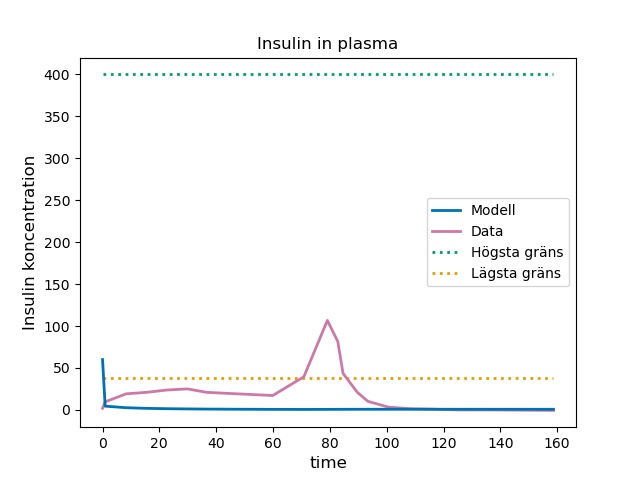 Insulin in plasma
Insulin koncentration
400
350
300
250
200
150
100
50
0
Modell
Data
Högsta gräns
Lägsta gräns
0 20 40 60 80 100 120 140 160
time